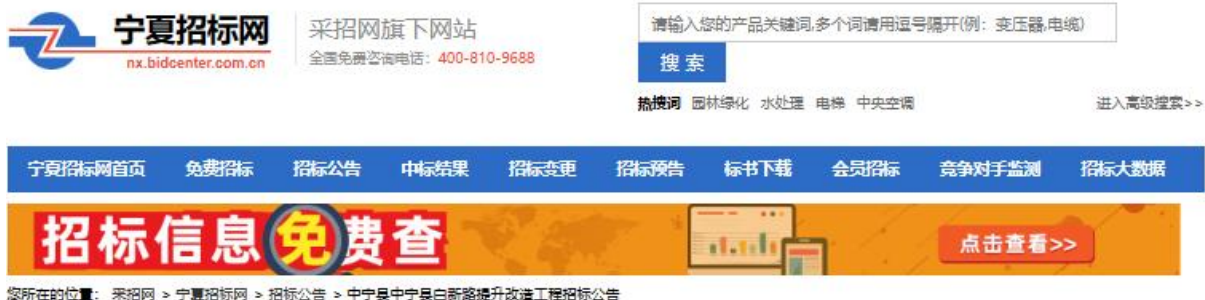 宁夏招标网
nx.bidcenter.com.cn
采招网旗下网站
全国免费咨询电话：400-810-9688
请输入您的产品关键词,多个词请用逗号隔开(例：变压器,电缆)
搜 索
热搜词 园林绿化 水处理 电梯 中央空调
进入高级搜索>>
宁夏招标网首页 免费招标 招标公告 中标结果 招标变更 招标预告 标书下载 会员招标 竞争对手监测 招标大数据
招标信息免费查
点击查看>>
您所在的位置： 采招网 > 宁夏招标网 > 招标公告 > 中宁县中宁县白新路提升改造工程招标公告